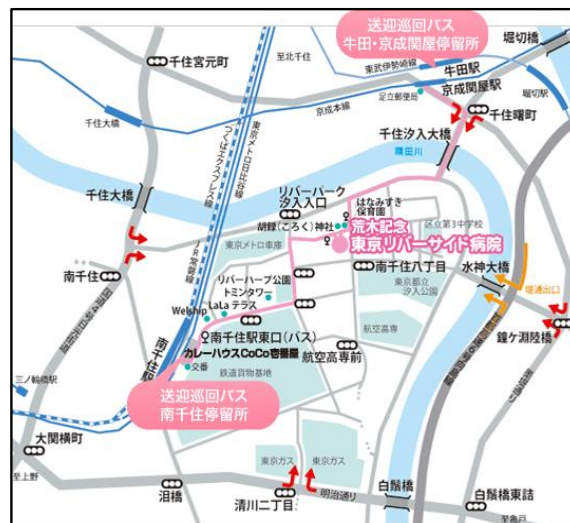 送迎巡回バス
牛田・京成関屋停留所
堀切橋
千住宮元町
至北千住
東武伊勢崎線
牛田駅
京成関屋駅
足立郵便局
堀切駅
京成本線
千住曙町
千住大橋
千住汐入大橋
隅田川
つくばエクスプレス線
東京メトロ日比谷線
JR常磐線
千住大橋
リバーパーク
汐入入口
はなみずき
保育園
胡録(ころく)神社
荒木記念
東京リバーサイド病院
区立第3中学校
東京メトロ車庫
南千住
リバーハープ公園
トミンタワー
LaLa テラス
Welship
南千住八丁目
東京都立
汐入公園
水神大橋
堤通出口
南千住駅東口(バス)
カレーハウスCoCo壱番屋
交番
鉄道貨物基地
航空高専
航空高専前
鐘ケ淵陸橋
三ノ輪橋駅
送迎巡回バス
南千住停留所
大関横町
至上野
泪橋
東京ガス
東京ガス
清川二丁目
明治通り
白鬚橋
白鬚橋東詰
至亀戸